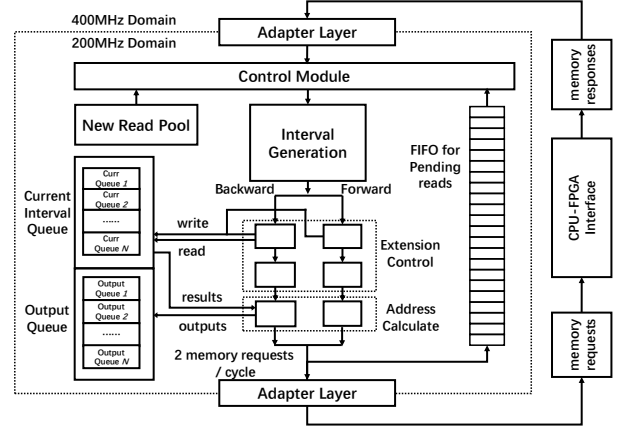 400MHz Domain
200MHz Domain
Adapter Layer
Control Module
New Read Pool
Interval
Generation
FIFO for
Pending
reads
memory
responses
CPU-FPGA
Interface
memory
requests
Backward
Forward
Current
Interval
Queue
Curr
Queue 1
Curr
Queue 2
......
Curr
Queue N
write
read
Extension
Control
Output
Queue
Output
Queue 1
Output
Queue 2
......
Output
Queue N
results
outputs
Address
Calculate
2 memory requests
/ cycle
Adapter Layer